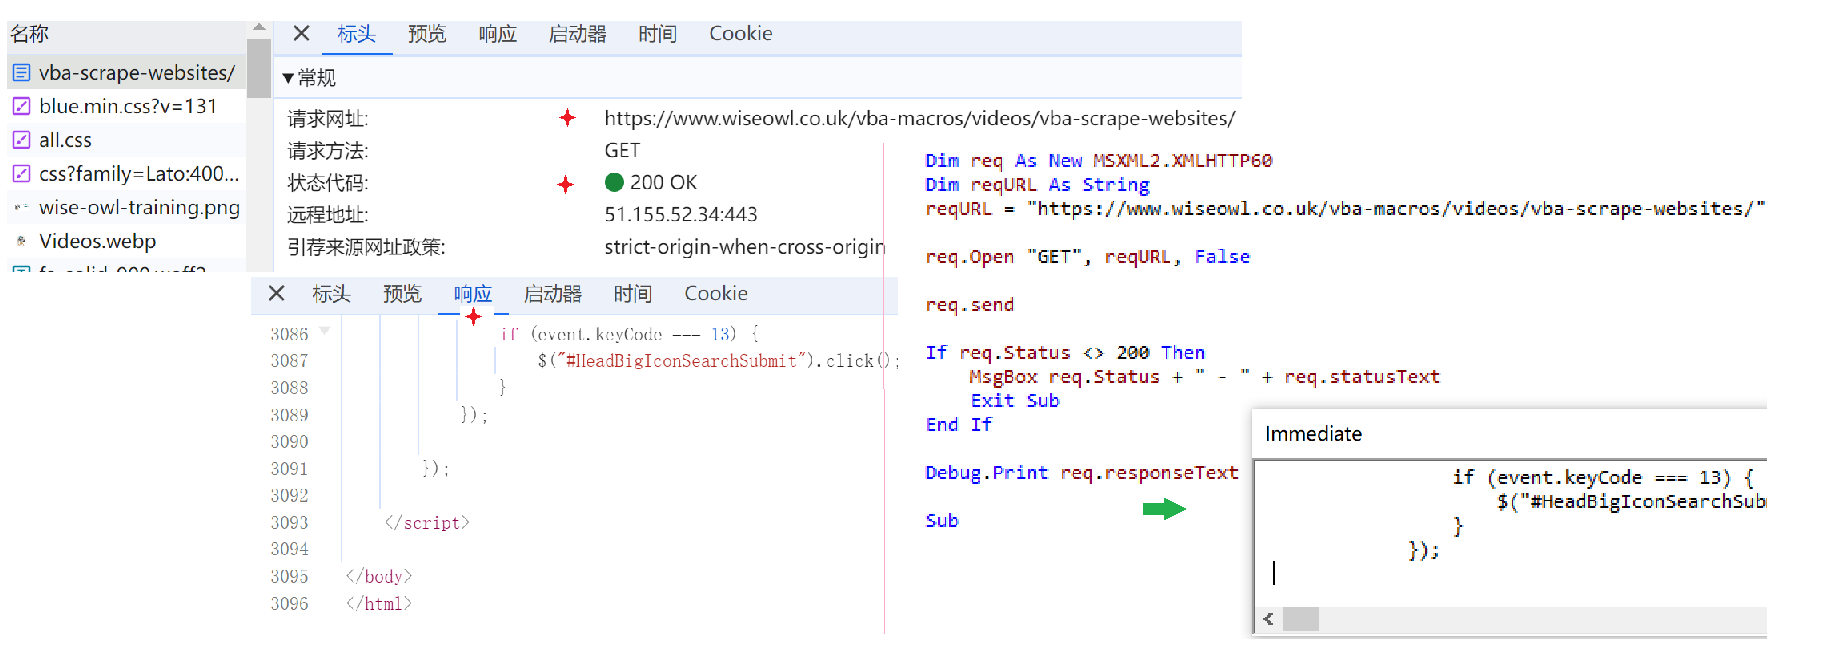 名称
vba-scrape-websites/
blue.min.css?v=131
all.css
css?family=Lato:400...
wise-owl-training.png
Videos.webp
标头 预览 响应 启动器 时间 Cookie
▼常规
请求网址: https://www.wiseowl.co.uk/vba-macros/videos/vba-scrape-websites/
请求方法: GET
状态代码: 200 OK
远程地址: 51.155.52.34:443
引荐来源网址政策: strict-origin-when-cross-origin
标头 预览 响应 启动器 时间 Cookie
3086 if (event.keyCode === 13) {
3087 $("#HeadBigIconSearchSubmit").click();
3088 }
3089 });
3090
3091 });
3092
3093 </script>
3094
3095 </body>
3096 </html>
Dim req As New MSXML2.XMLHTTP60
Dim reqURL As String
reqURL = "https://www.wiseowl.co.uk/vba-macros/videos/vba-scrape-websites/"
req.Open "GET", reqURL, False
req.send
If req.Status <> 200 Then
MsgBox req.Status + " - " + req.statusText
Exit Sub
End If
Debug.Print req.responseText
Sub
Immediate
if (event.keyCode === 13) {
$("#HeadBigIconSearchSub
}
});